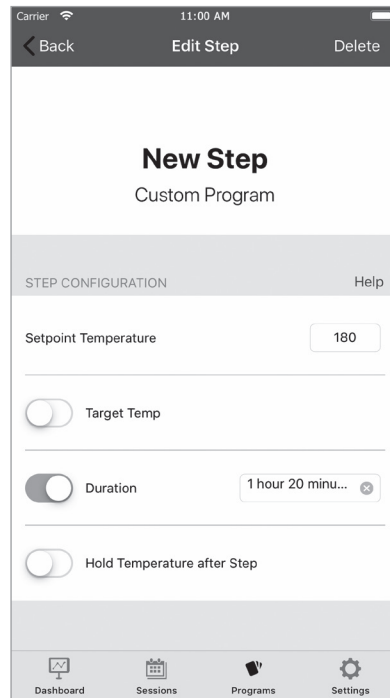 Carrier 11:00 AM
Back Edit Step Delete
New Step
Custom Program
STEP CONFIGURATION Help
Setpoint Temperature 180
Target Temp
Duration 1 hour 20 minu...
Hold Temperature after Step
Dashboard Sessions Programs Settings